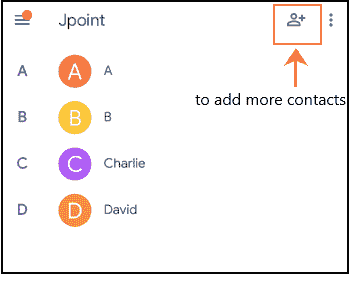 Jpoint
to add more contacts
A A A
B B B
C C Charlie
D D David